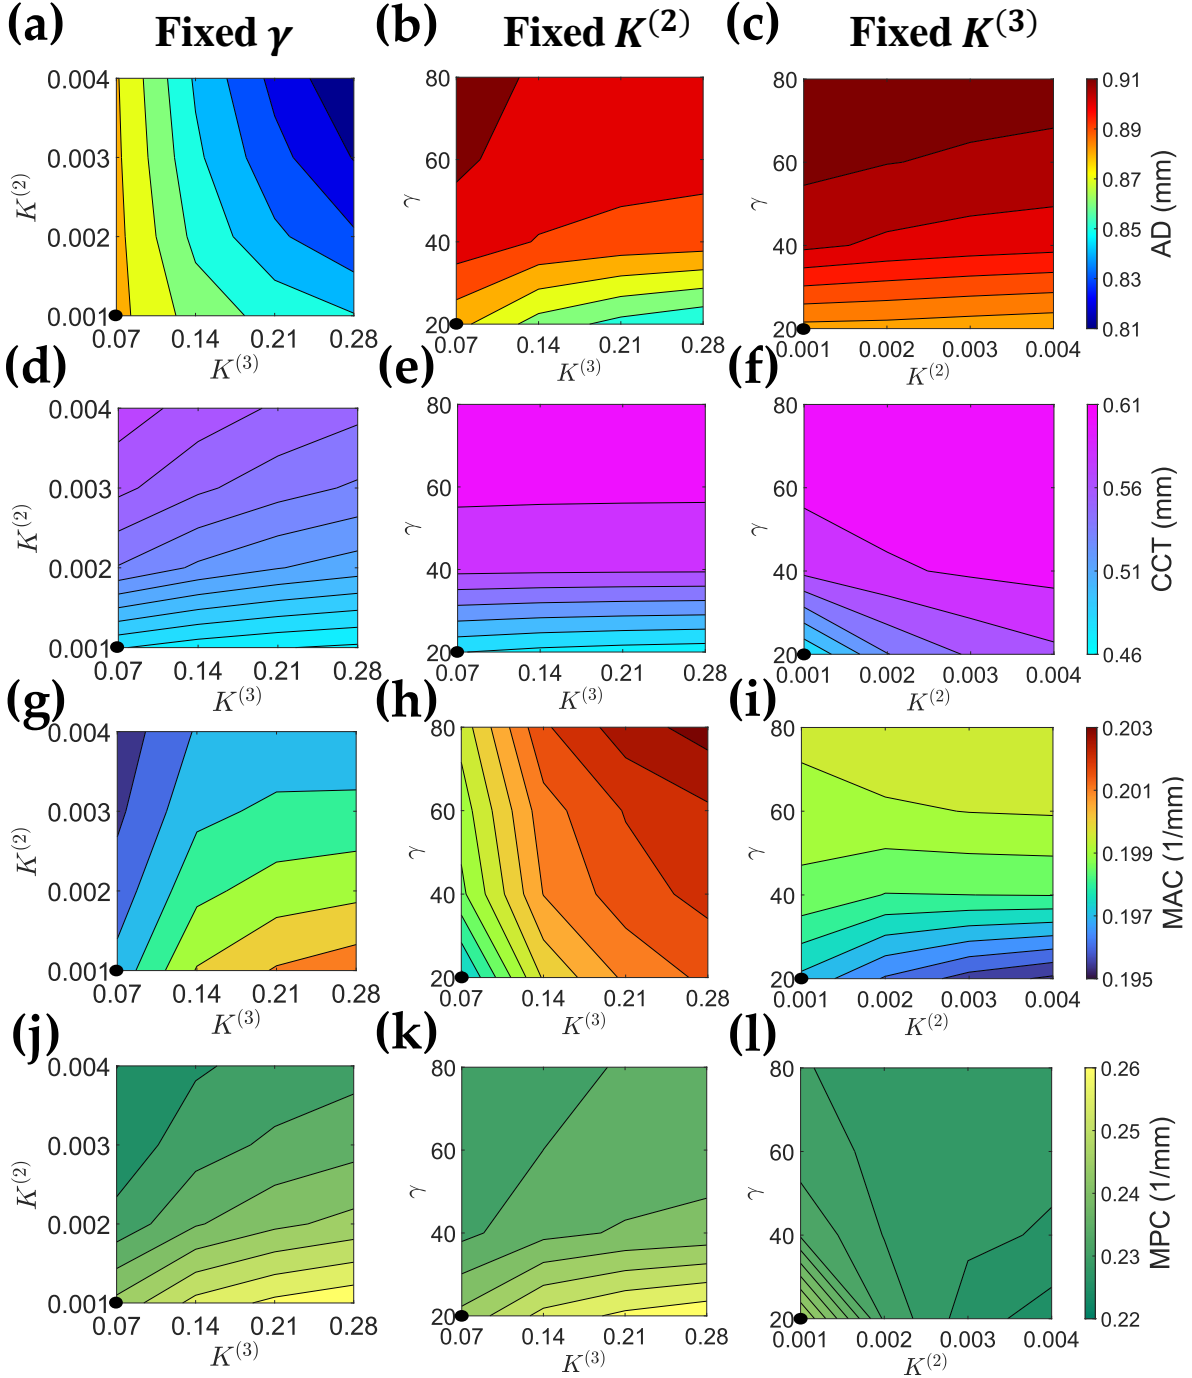 (a) Fixed γ (b) Fixed K(2) (c) Fixed K(3)
0.004 80 80 0.91
0.003 60 60 0.89
K(2) γ γ 0.87 AD (mm)
0.002 40 40 0.85
0.83
0.001 20 20 0.81
0.07 0.14 0.21 0.28 0.07 0.14 0.21 0.28 0.001 0.002 0.003 0.004
K(3) K(3) K(2)
(d) (e) (f)
0.004 80 80 0.61
0.003 60 60 0.56
K(2) γ γ CCT (mm)
0.002 40 40 0.51
0.001 20 20 0.46
0.07 0.14 0.21 0.28 0.07 0.14 0.21 0.28 0.001 0.002 0.003 0.004
K(3) K(3) K(2)
(g) (h) (i)
0.004 80 80 0.203
0.003 60 60 0.201
K(2) γ γ 0.199 MAC (1/mm)
0.002 40 40 0.197
0.001 20 20 0.195
0.07 0.14 0.21 0.28 0.07 0.14 0.21 0.28 0.001 0.002 0.003 0.004
K(3) K(3) K(2)
(j) (k) (l)
0.004 80 80 0.26
0.003 60 60 0.25
K(2) γ γ 0.24 MPC (1/mm)
0.002 40 40 0.23
0.001 20 20 0.22
0.07 0.14 0.21 0.28 0.07 0.14 0.21 0.28 0.001 0.002 0.003 0.004
K(3) K(3) K(2)